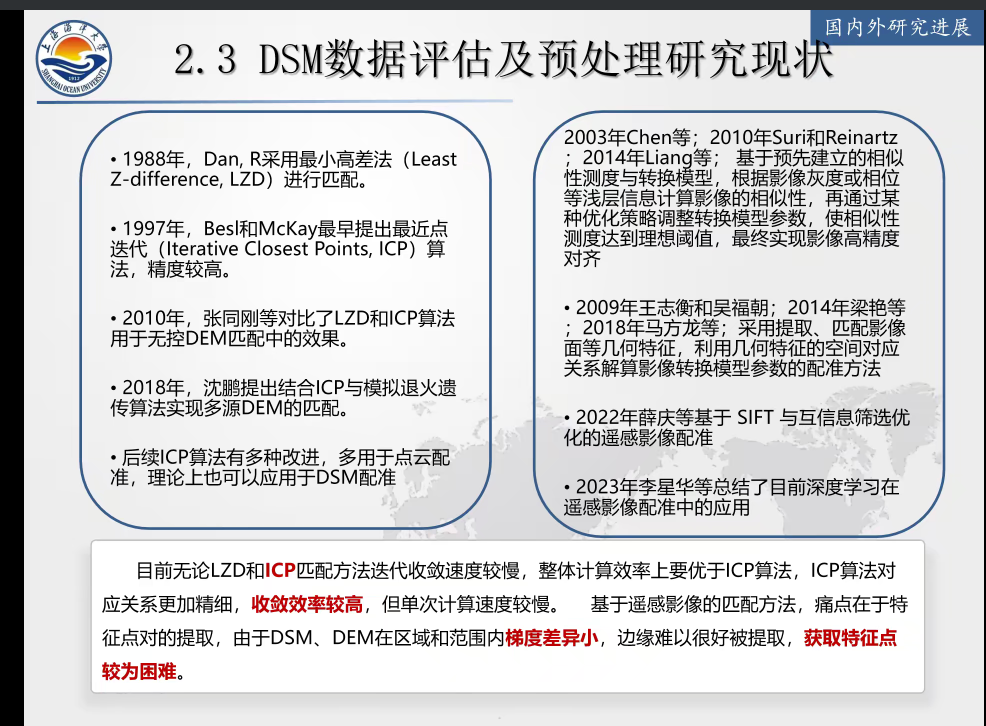 国内外研究进展
上海海洋大学
1912
SHANGHAI OCEAN UNIVERSITY
2.3 DSM数据评估及预处理研究现状
• 1988年，Dan, R采用最小高差法（Least
Z-difference, LZD）进行匹配。
• 1997年，Besl和McKay最早提出最近点
迭代（Iterative Closest Points, ICP）算
法，精度较高。
• 2010年，张同刚等对比了LZD和ICP算法
用于无控DEM匹配中的效果。
• 2018年，沈鹏提出结合ICP与模拟退火遗
传算法实现多源DEM的匹配。
• 后续ICP算法有多种改进，多用于点云配
准，理论上也可以应用于DSM配准
2003年Chen等；2010年Suri和Reinartz
；2014年Liang等； 基于预先建立的相似
性测度与转换模型，根据影像灰度或相位
等浅层信息计算影像的相似性，再通过某
种优化策略调整转换模型参数，使相似性
测度达到理想阈值，最终实现影像高精度
对齐
• 2009年王志衡和吴福朝；2014年梁艳等
；2018年马方龙等；采用提取、匹配影像
面等几何特征，利用几何特征的空间对应
关系解算影像转换模型参数的配准方法
• 2022年薛庆等基于 SIFT 与互信息筛选优
化的遥感影像配准
• 2023年李星华等总结了目前深度学习在
遥感影像配准中的应用
目前无论LZD和ICP匹配方法迭代收敛速度较慢，整体计算效率上要优于ICP算法，ICP算法对
应关系更加精细，收敛效率较高，但单次计算速度较慢。 基于遥感影像的匹配方法，痛点在于特
征点对的提取，由于DSM、DEM在区域和范围内梯度差异小，边缘难以很好被提取，获取特征点
较为困难。